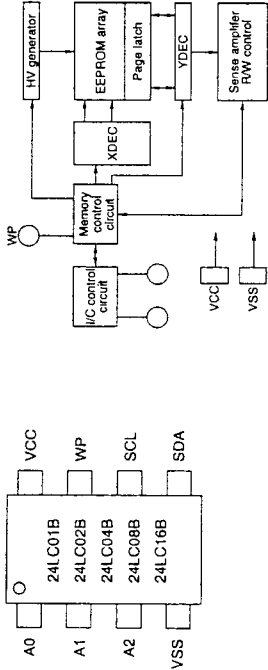 A0
A1
A2
VSS
24LC01B
24LC02B
24LC04B
24LC08B
24LC16B
VCC
WP
SCL
SDA
WP
I/C control
circuit
Memory
control
circuit
XDEC
HV generator
EEPROM array
Page latch
YDEC
Sense amplifer
R/W control
VCC
VSS